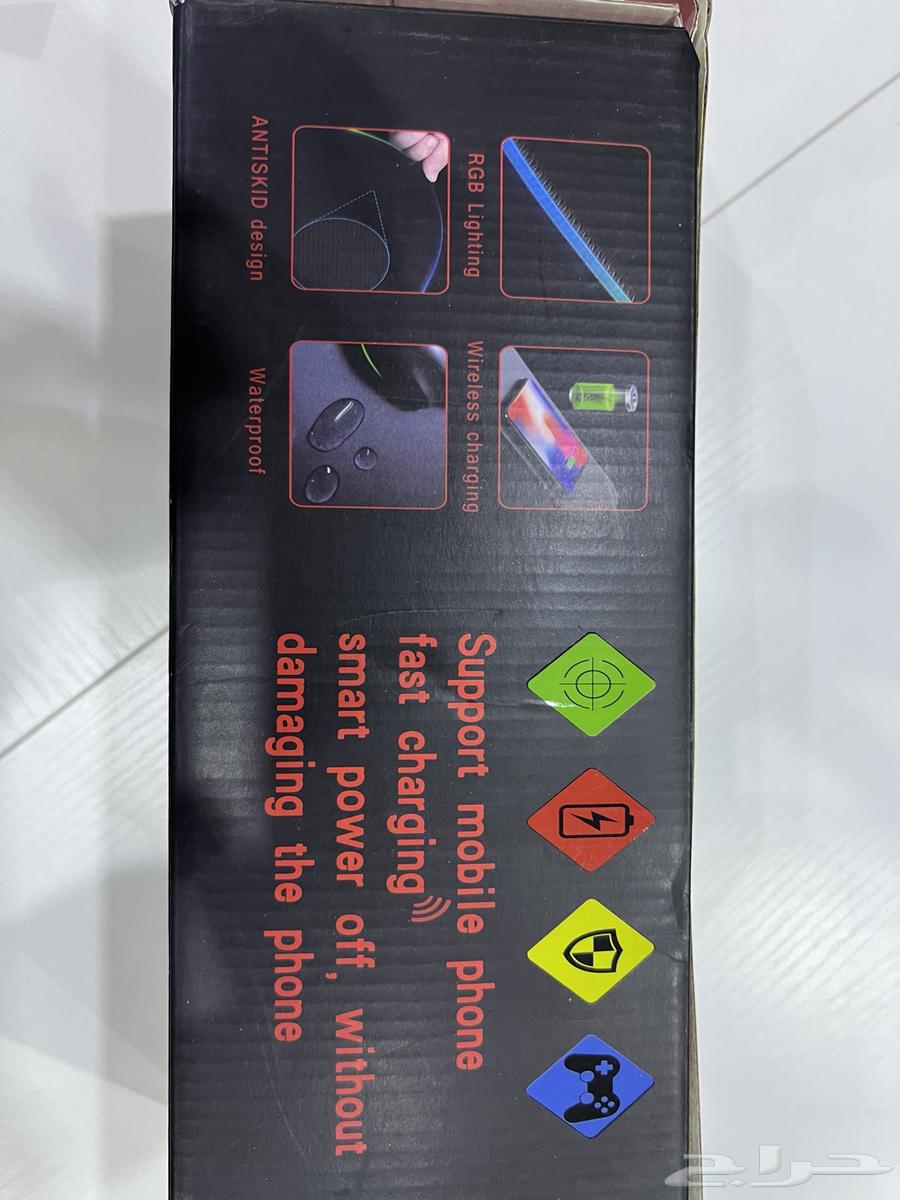 RGB Lighting
Wireless charging
ANTISKID design
Waterproof
Support mobile phone
fast charging
smart power off, without
damaging the phone
حراج